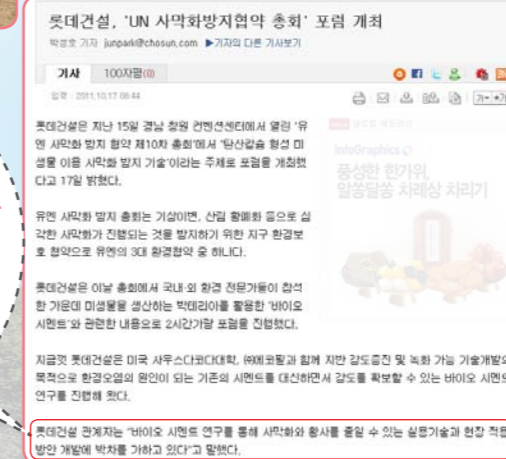 롯데건설, 'UN 사막화방지협약 총회' 포럼 개최
박성호 기자 junpark@chosun.com ▶기자의 다른 기사보기
기사 100자평(0)
입력 : 2011.10.17 08:44
롯데건설은 지난 15일 경남 창원 컨벤션센터에서 열린 '유
엔 사막화 방지 협약 제10차 총회'에서 '탄산칼슘 형성 미
생물 이용 사막화 방지 기술'이라는 주제로 포럼을 개최했
다고 17일 밝혔다.
infoGraphics
풍성한 한가위,
알쏭달쏭 차례상 차리기
유엔 사막화 방지 총회는 기상이변, 산림 황폐화 등으로 심
각한 사막화가 진행되는 것을 방지하기 위한 지구 환경보
호 협약으로 유엔의 3대 환경협약 중 하나다.
롯데건설은 이날 총회에서 국내·외 환경 전문가들이 참석
한 가운데 미생물을 생산하는 박테리아를 활용한 '바이오
시멘트'와 관련한 내용으로 2시간가량 포럼을 진행했다.
지금껏 롯데건설은 미국 사우스다코다대학, ㈜에코필과 함께 지반 강도증진 및 녹화 가능 기술개발의
목적으로 환경오염의 원인이 되는 기존의 시멘트를 대신하면서 강도를 확보할 수 있는 바이오 시멘트
연구를 진행해 왔다.
롯데건설 관계자는 "바이오 시멘트 연구를 통해 사막화와 황사를 줄일 수 있는 실용기술과 현장 적용
방안 개발에 박차를 가하고 있다"고 말했다.